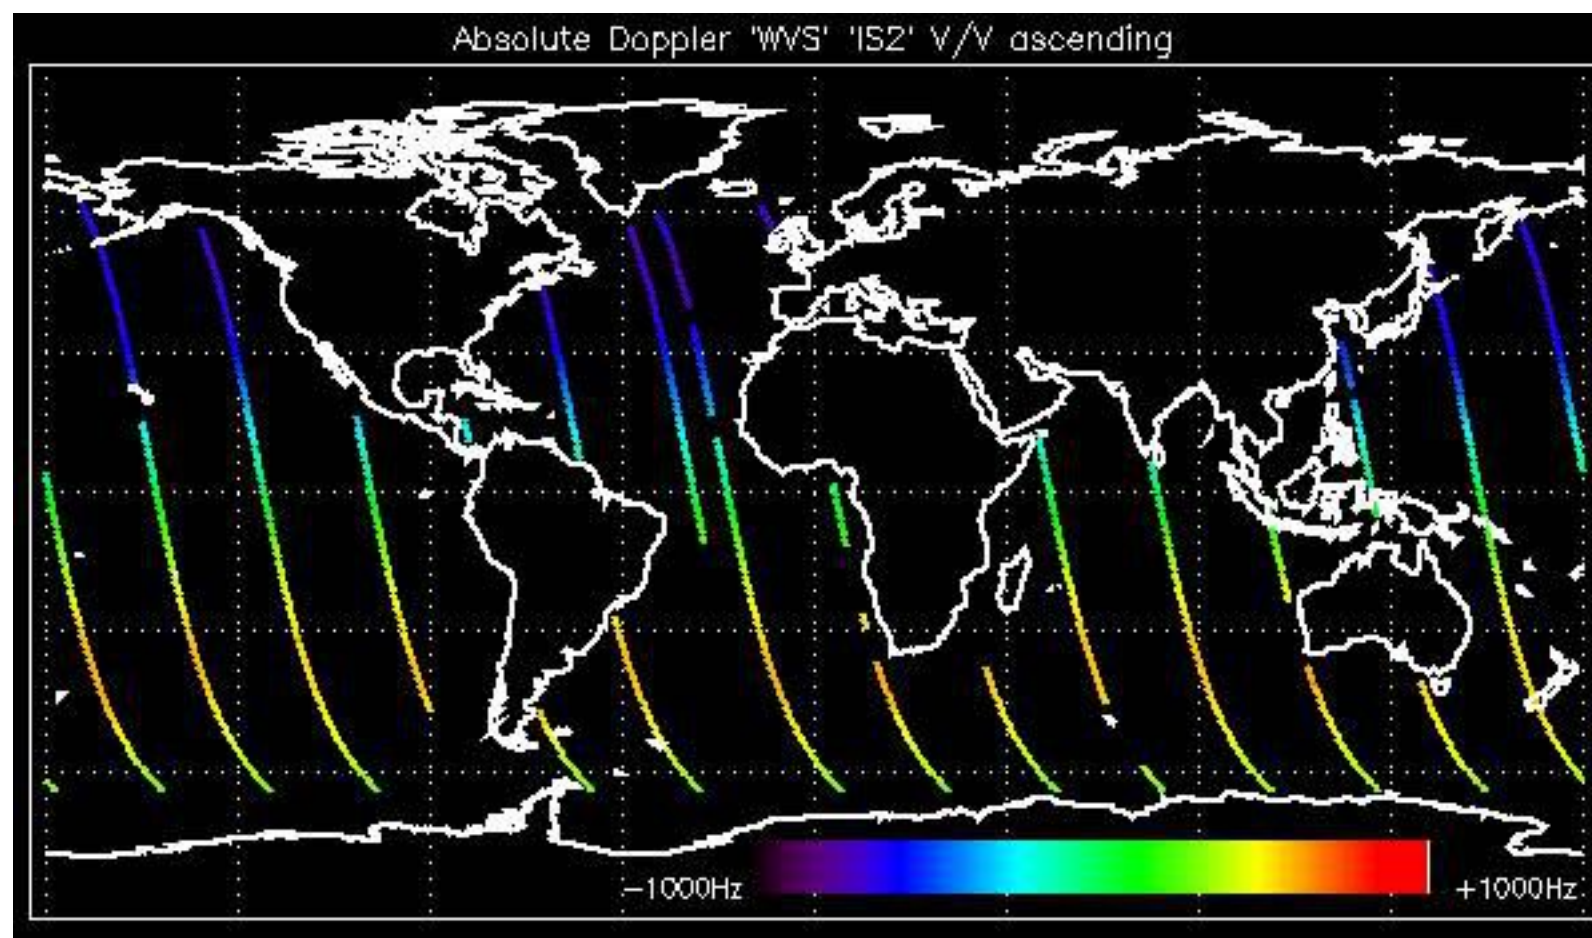 Absolute Doppler 'WVS' 'IS2' V/V ascending
-1000Hz +1000Hz